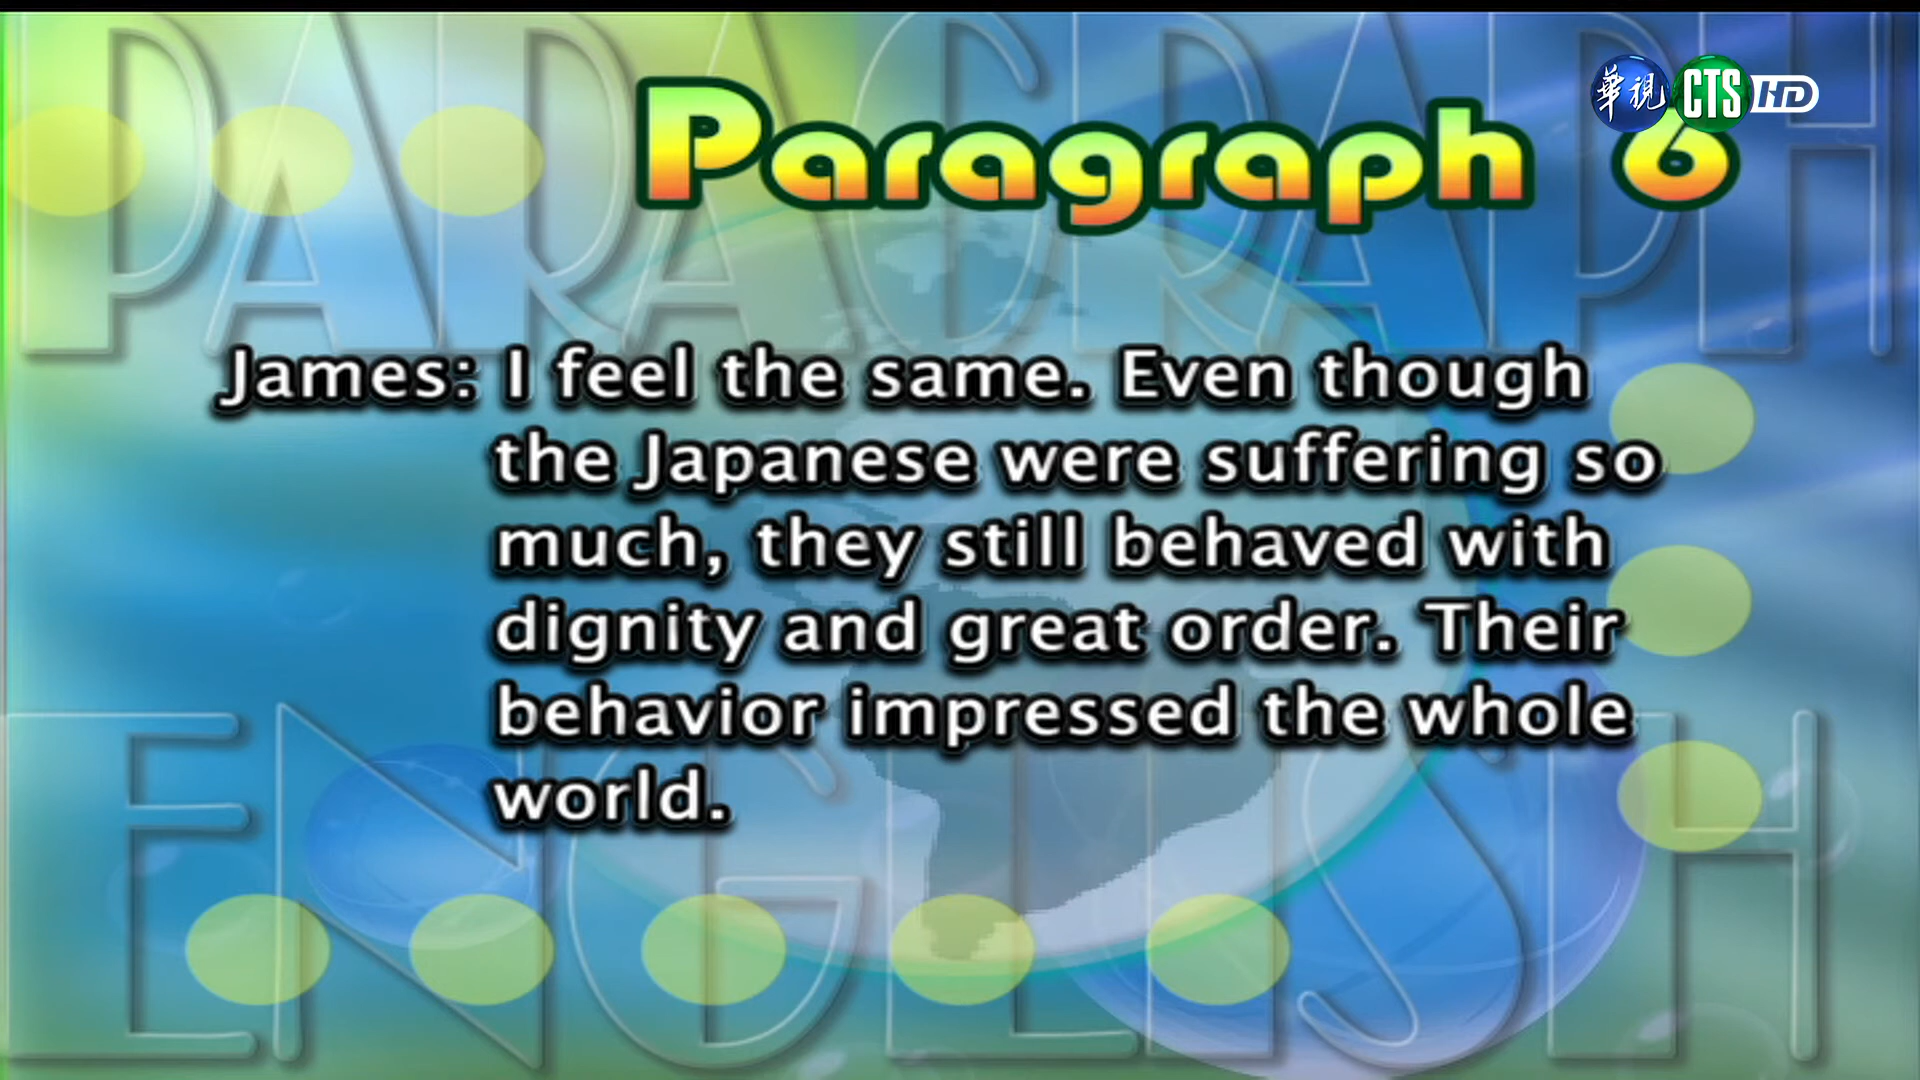 華視 CTS HD
Paragraph 6
James: I feel the same. Even though
the Japanese were suffering so
much, they still behaved with
dignity and great order. Their
behavior impressed the whole
world.
PARAGRAPH
ENGLISH